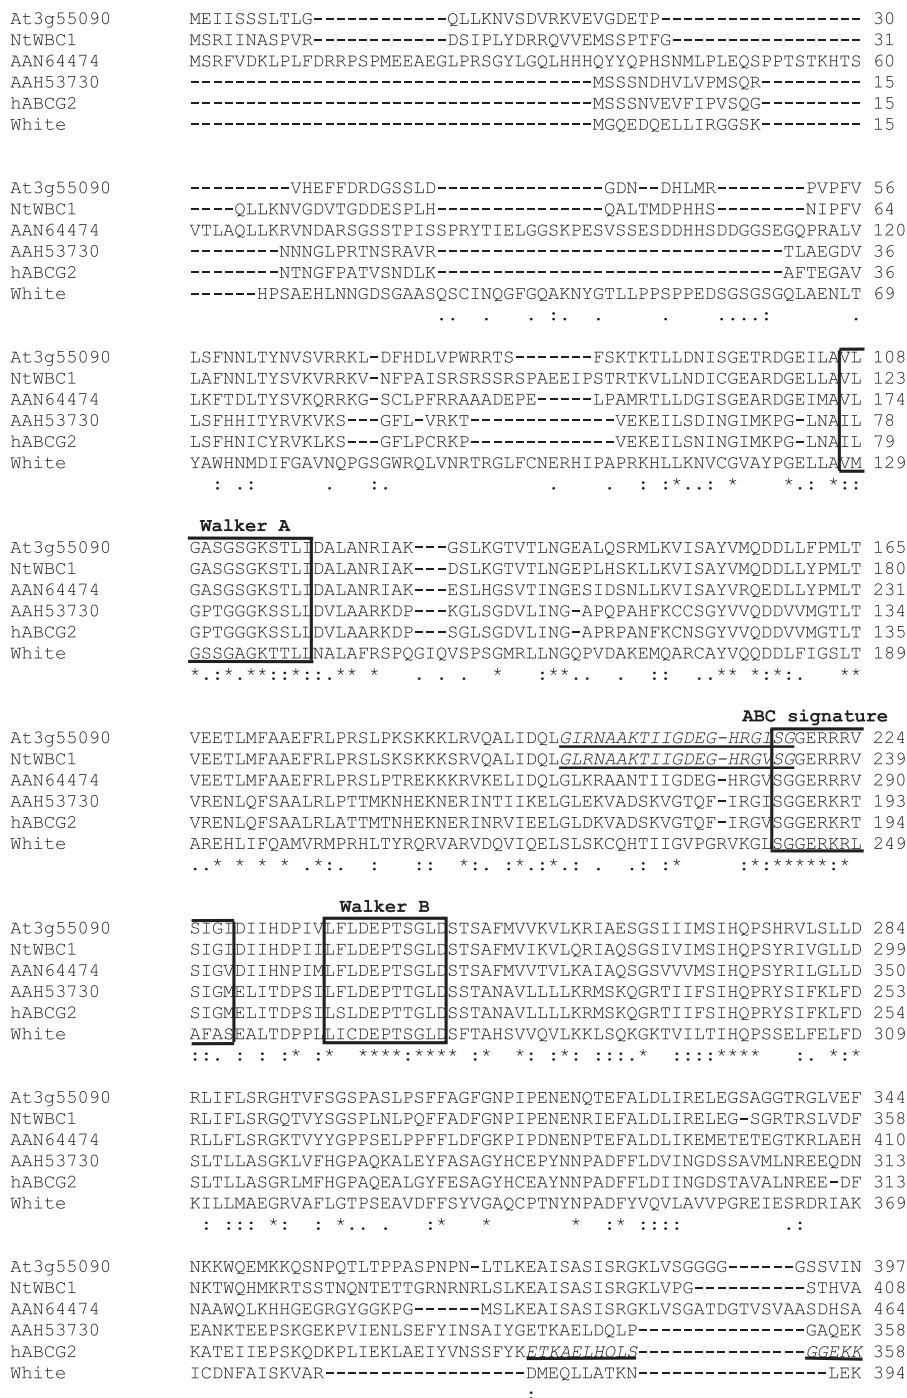 At3g55090 MEIISSSLTLG------------QLLKNVSDVRKVEVGDETP------------------ 30
NtWBC1 MSRIINASPVR------------DSIPLYDRRQVVEMSSPTFG----------------- 31
AAN64474 MSRFVDKLPLFDRRPSPMEEAEGLPRSGYLGQLHHHQYYQPHSNMLPLEQSPPTSTKHTS 60
AAH53730 ------------------------------------MSSSNDHVLVPMSQR--------- 15
hABCG2 ------------------------------------MSSSNVEVFIPVSQG--------- 15
White ------------------------------------MGQEDQELLIRGGSK--------- 15
At3g55090 ---------VHEFFDRDGSSLD---------------GDN--DHLMR--------PVPFV 56
NtWBC1 ----QLLKNVGDVTGDDESPLH---------------QALTMDPHHS--------NIPFV 64
AAN64474 VTLAQLLKRVNDARSGSSTPISSPRYTIELGGSKPESVSSESDDHHSDDGGSEGQPRALV 120
AAH53730 --------NNNGLPRTNSRAVR-------------------------------TLAEGDV 36
hABCG2 --------NTNGFPATVSNDLK-------------------------------AFTEGAV 36
White ------HPSAEHLNNGDSGAASQSCINQGFGQAKNYGTLLPPSPPEDSGSGSGQLAENLT 69
.. . .: . . ....: .
At3g55090 LSFNNLTYNVSVRRKL-DFHDLVPWRRTS-------FSKTKTLLDNISGETRDGEILAVL 108
NtWBC1 LAFNNLTYSVKVRRKV-NFPAISRSRSSRSPAEEIPSTRTKVLLNDICGEARDGELLAVL 123
AAN64474 LKFTDLTYSVKQRRKG-SCLPFRRAAADEPE-----LPAMRTLLDGISGEARDGEIMAVL 174
AAH53730 LSFHHITYRVKVKS---GFL-VRKT-----------VEKEILSDINGIMKPG-LNAIL 78
hABCG2 LSFHNICYRVKLKS---GFLPCRKP-----------VEKEILSNINGIMKPG-LNAIL 79
White YAWHNMDIFGAVNQPGSGWRQLVNRTRGLFCNERHIPAPRKHLLKNVCGVAYPGELLAVM 129
: .: . :. . . .: :*..: * *. *::
Walker A
At3g55090 GASGSGKSTLIDALANRIAK---GSLKGTVTLNGEALQSRMLKVISAYVMQDDLLFPMLT 165
NtWBC1 GASGSGKSTLIDALANRIAK---DSLKGTVTLNGEPLHSKLLKVISAYVMQDDLLYPMLT 180
AAN64474 GASGSGKSTLIDALANRIAK---ESLHGSVTINGESIDSNLLKVISAYVRQEDLLYPMLT 231
AAH53730 GPTGGGKSSLLDVLAARKDP---KGLSGDVLING-APQPAHFKCCSGYVVQDDVVMGTLT 134
hABCG2 GPTGGGKSSLLDVLAARKDP---SGLSGDVLING-APRPANFKCNSGYVVQDDVVMGTLT 135
White GSSGAGKTTLLNALAFRSPQGIQVSPSGMRLLNGQPVDAKEMQARCAYVQQDDLFIGSLT 189
*.:*.**::*::.** * . . * :** . :: ..** *:*:. **
ABC signature
At3g55090 VEETLMFAAEFRLPRSLPKSKKKLRVQALIDQLGIRNAAKTIIGDEG-HRGISGGERRRV 224
NtWBC1 VEETLMFAAEFRLPRSLSKSKKKLRVQALIDQLGLRNAAKTIIGDEG-HRGVSGGERRRV 239
AAN64474 VEETLMFAAEFRLPRSLPTREKKKRVKELIDQLGLKRAANTIIGDEG-HRGVSGGERRRV 290
AAH53730 VRENLQFSAALRLPTTMKNHEKNERINTIIKELGLEKVADSKVGTQF-IRGISGGERKRT 193
hABCG2 VRENLQFSAALRLATTMTNHEKNERINRVIEELGLDKVADSKVGTQF-IRGVSGGERKRT 194
White AREHLIFQAMVRMPRHLTYRQRVARVDQVIQELSLSKCQHTIIGVPGRVKGLSGGERKRL 249
..* * * * .*:. : .: *:. :*.:*.: . .: :* :*:*****:*
Walker B
At3g55090 SIGIDIIHDPIVLFLDEPTSGLDSTSAFMVVKVLKRIAESGSIIIMSIHQPSHRVLSLLD 284
NtWBC1 SIGIDIIHDPIVLFLDEPTSGLDSTSAFMVIKVLQRIAQSGSIVIMSIHQPSYRIVGLLD 299
AAN64474 SIGVDIIHNPIMLFLDEPTSGLDSTSAFMVVTVLKAIAQSGSVVVMSIHQPSYRILGLLD 350
AAH53730 SIGMELITDPSILFLDEPTTGLDSSTANAVLLLLKRMSKQGRTIIFSIHQPRYSIFKLFD 253
hABCG2 SIGMELITDPSILSLDEPTTGLDSSTANAVLLLLKRMSKQGRTIIFSIHQPRYSIFKLFD 254
White AFASEALTDPPLLICDEPTSGLDSFTAHSVVQVLKKLSQKGKTVILTIHQPSSELFELFD 309
::. : : :* :* ****:**** :* *: :*: :::.* ::::**** :. *:*
At3g55090 RLIFLSRGHTVFSGSPASLPSFFAGFGNPIPENENQTEFALDLIRELEGSAGGTRGLVEF 344
NtWBC1 RLIFLSRGQTVYSGSPLNLPQFFADFGNPIPENENRIEFALDLIRELEG-SGRTRSLVDF 358
AAN64474 RLLFLSRGKTVYYGPPSELPPFFLDFGKPIPDNENPTEFALDLIKEMETETEGTKRLAEH 410
AAH53730 SLTLLASGKLVFHGPAQKALEYFASAGYHCEPYNNPADFFLDVINGDSSAVMLNREEQDN 313
hABCG2 SLTLLASGRLMFHGPAQEALGYFESAGYHCEAYNNPADFFLDIINGDSTAVALNREE-DF 313
White KILLMAEGRVAFLGTPSEAVDFFSYVGAQCPTNYNPADFYVQVLAVVPGREIESRDRIAK 369
: ::: *: : *.. . :* * * :* :::: .:
At3g55090 NKKWQEMKKQSNPQTLTPPASPNPN-LTLKEAISASISRGKLVSGGGG------GSSVIN 397
NtWBC1 NKTWQHMKRTSSTNQNTETTGRNRNRLSLKEAISASISRGKLVPG--------STHVA 408
AAN64474 NAAWQLKHHGEGRGYGGKPG------MSLKEAISASISRGKLVSGATDGTVSVAASDHSA 464
AAH53730 EANKTEEPSKGEKPVIENLSEFYINSAIYGETKAELDQLP---------------GAQEK 358
hABCG2 KATEIIEPSKQDKPLIEKLAEIYVNSSFYKETKAELHQLS---------------GGEKK 358
White ICDNFAISKVAR------------------DMEQLLATKN---------------LEK 394
: